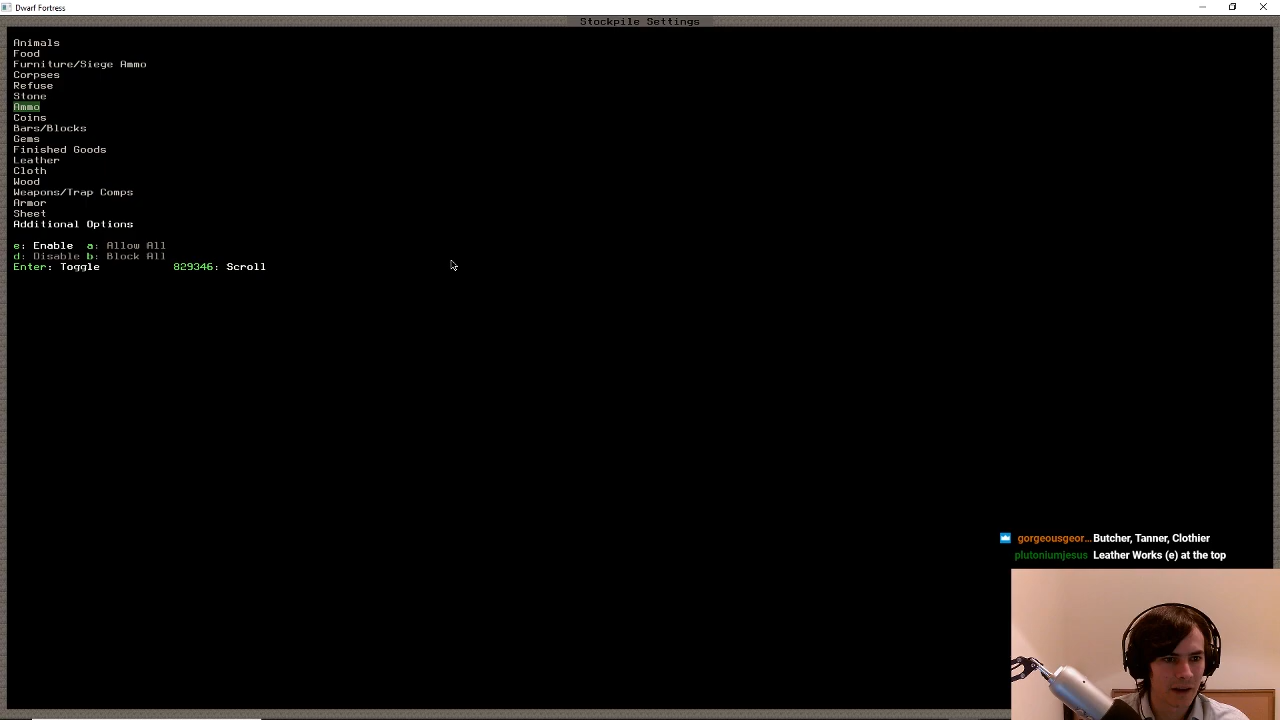 Dwarf Fortress
Stockpile Settings
Animals
Food
Furniture/Siege Ammo
Corpses
Refuse
Stone
Ammo
Coins
Bars/Blocks
Gems
Finished Goods
Leather
Cloth
Wood
Weapons/Trap Comps
Armor
Sheet
Additional Options
e: Enable a: Allow All
d: Disable b: Block All
Enter: Toggle 829346: Scroll
gorgeousgeor… Butcher, Tanner, Clothier
plutoniumjesus Leather Works (e) at the top